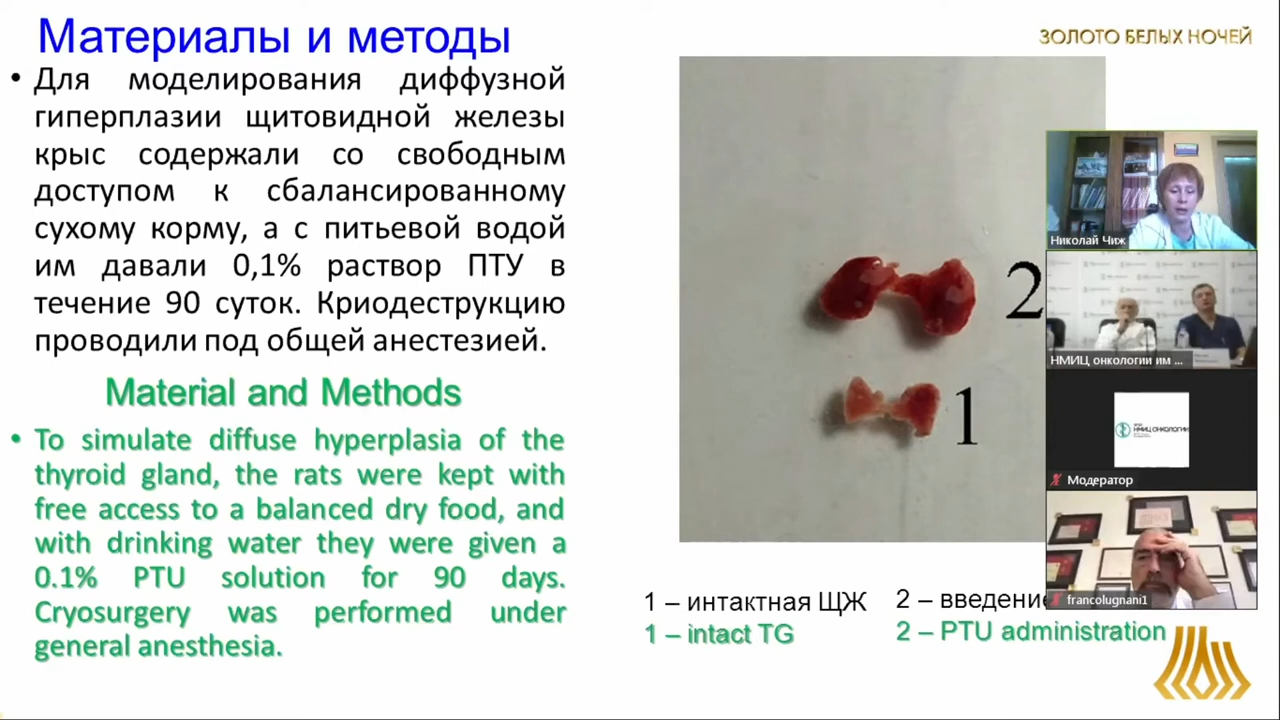 Материалы и методы
ЗОЛОТО БЕЛЫХ НОЧЕЙ
• Для моделирования диффузной
гиперплазии щитовидной железы
крыс содержали со свободным
доступом к сбалансированному
сухому корму, а с питьевой водой
им давали 0,1% раствор ПТУ в
течение 90 суток. Криодеструкцию
проводили под общей анестезией.
Material and Methods
• To simulate diffuse hyperplasia of the
thyroid gland, the rats were kept with
free access to a balanced dry food, and
with drinking water they were given a
0.1% PTU solution for 90 days.
Cryosurgery was performed under
general anesthesia.
2
1
1 – интактная ЩЖ
1 – intact TG
2 – введение
2 – PTU administration
Николай Чиж
НМИЦ онкологии им ...
НМИЦ ОНКОЛОГИИ
Модератор
francolugnani1